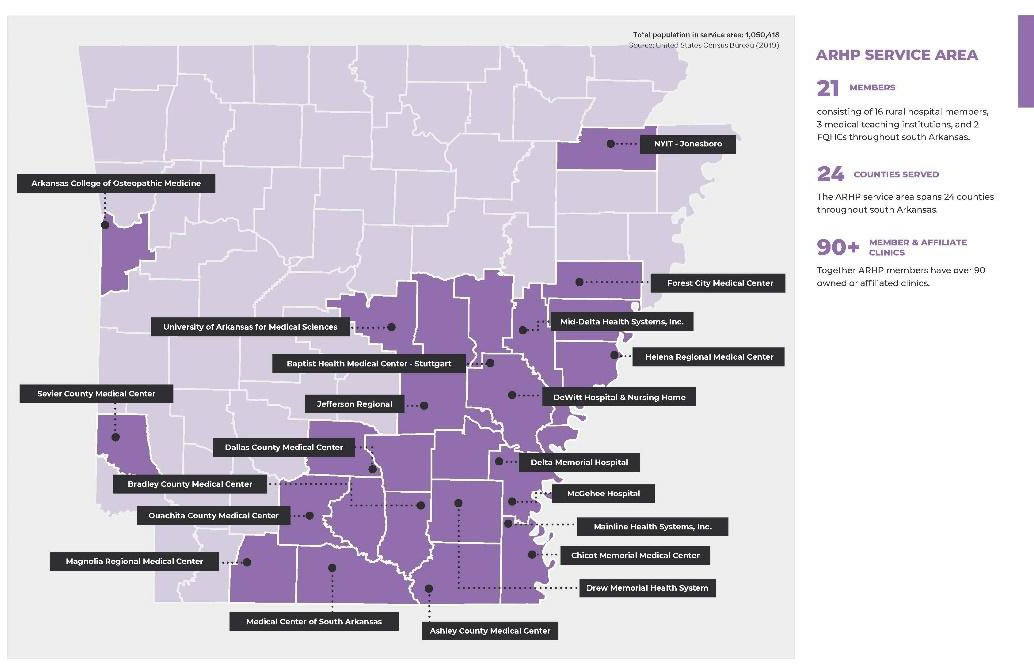 Total population in service area: 1,050,418
Source: United States Census Bureau (2019)
NYIT - Jonesboro
Arkansas College of Osteopathic Medicine
Forest City Medical Center
University of Arkansas for Medical Sciences
Mid-Delta Health Systems, Inc.
Baptist Health Medical Center - Stuttgart
Helena Regional Medical Center
Sevier County Medical Center
DeWitt Hospital & Nursing Home
Jefferson Regional
Dallas County Medical Center
Delta Memorial Hospital
Bradley County Medical Center
McGehee Hospital
Ouachita County Medical Center
Mainline Health Systems, Inc.
Magnolia Regional Medical Center
Chicot Memorial Medical Center
Drew Memorial Health System
Medical Center of South Arkansas
Ashley County Medical Center
ARHP SERVICE AREA
21 MEMBERS
consisting of 16 rural hospital members,
3 medical teaching institutions, and 2
FQHCs throughout south Arkansas.
24 COUNTIES SERVED
The ARHP service area spans 24 counties
throughout south Arkansas.
90+ MEMBER & AFFILIATE
CLINICS
Together ARHP members have over 90
owned or affiliated clinics.